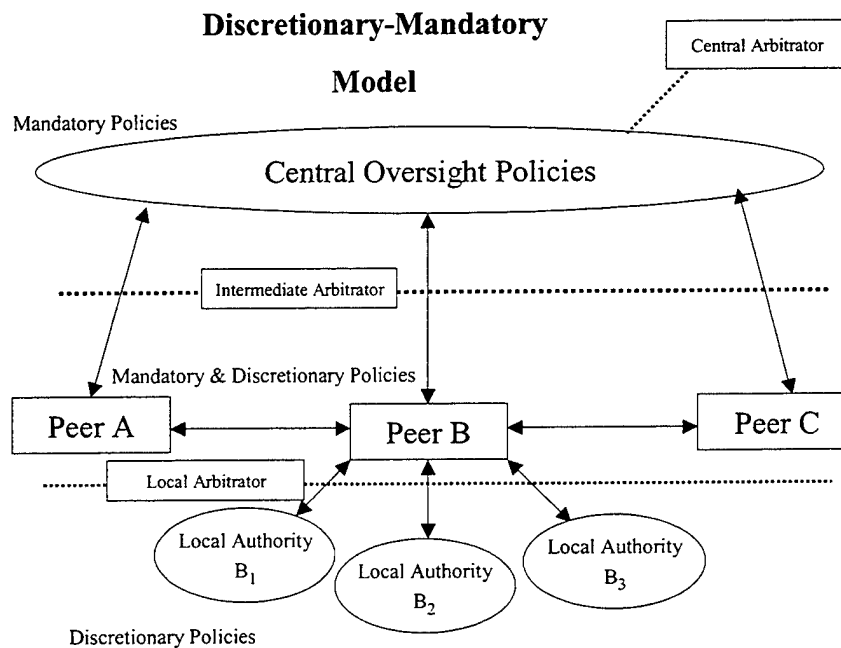 Discretionary-Mandatory
Model
Central Arbitrator
Mandatory Policies
Central Oversight Policies
Intermediate Arbitrator
Mandatory & Discretionary Policies
Peer A
Peer B
Peer C
Local Arbitrator
Local Authority
B1
Local Authority
B2
Local Authority
B3
Discretionary Policies